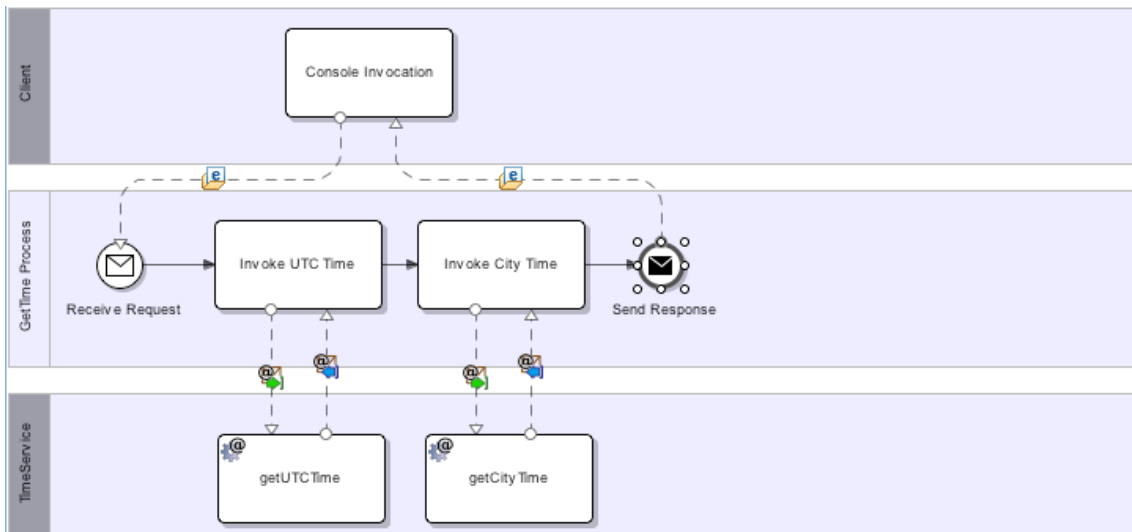 Client
Console Invocation
e
e
GetTime Process
Receive Request
Invoke UTC Time
Invoke City Time
Send Response
@
@
@
@
TimeService
@
getUTCTime
@
getCityTime